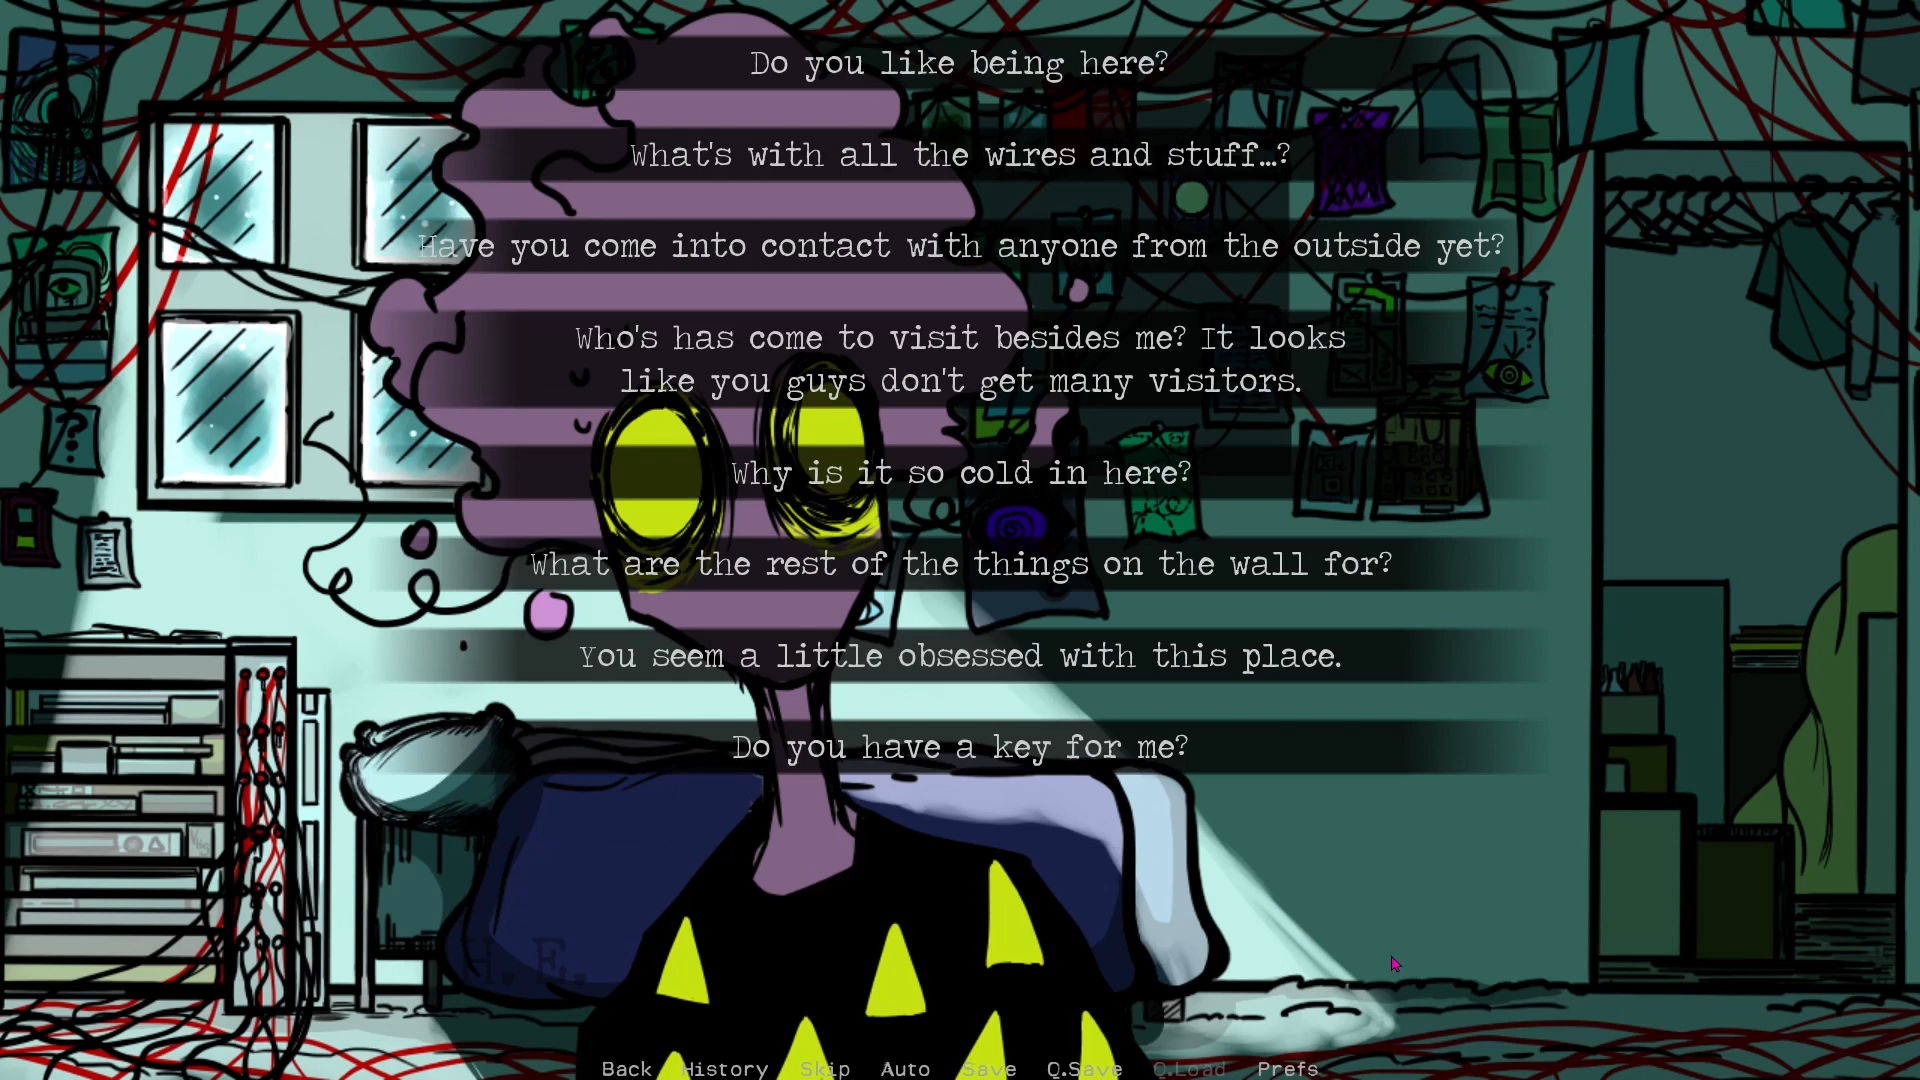 Do you like being here?
What's with all the wires and stuff…?
Have you come into contact with anyone from the outside yet?
Who's has come to visit besides me? It looks
like you guys don't get many visitors.
Why is it so cold in here?
What are the rest of the things on the wall for?
You seem a little obsessed with this place.
Do you have a key for me?
H.E.
Back History Skip Auto Save Q.Save Q.Load Prefs